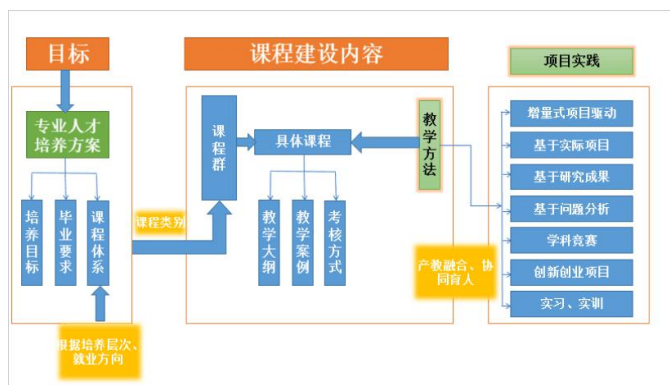 目标
课程建设内容
项目实践
专业人才
培养方案
培养目标
毕业要求
课程体系
根据培养层次、
就业方向
课程类别
课程群
具体课程
教学大纲
教学案例
考核方式
教学方法
产教融合、协
同育人
增量式项目驱动
基于实际项目
基于研究成果
基于问题分析
学科竞赛
创新创业项目
实习、实训